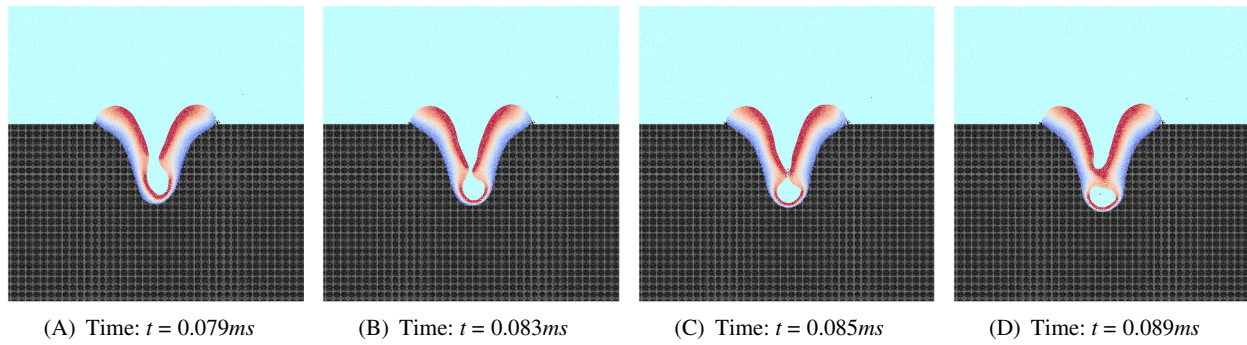 (A) Time: t = 0.079ms
(B) Time: t = 0.083ms
(C) Time: t = 0.085ms
(D) Time: t = 0.089ms